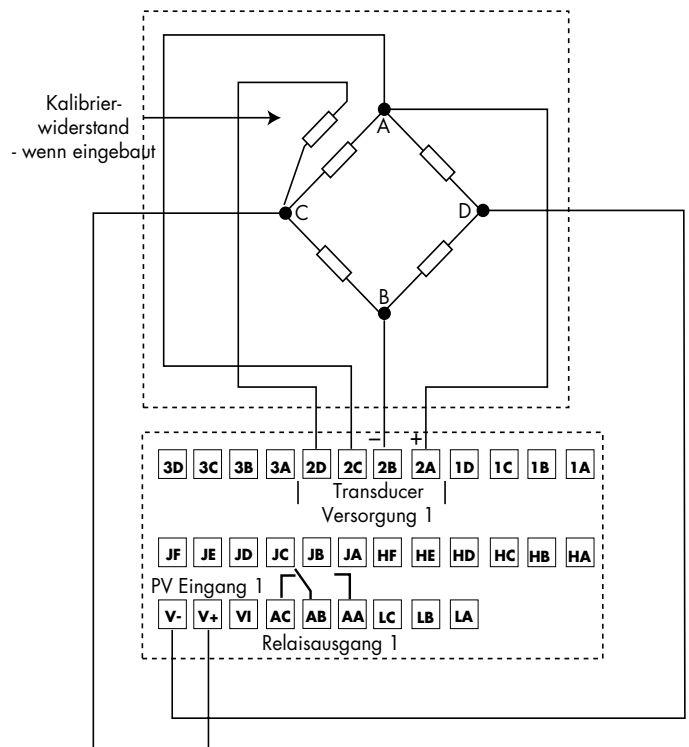 Kalibrier-
widerstand
- wenn eingebaut
A
C
D
B
– +
3D 3C 3B 3A 2D 2C 2B 2A 1D 1C 1B 1A
Transducer
Versorgung 1
JF JE JD JC JB JA HF HE HD HC HB HA
PV Eingang 1
V- V+ VI AC AB AA LC LB LA
Relaisausgang 1